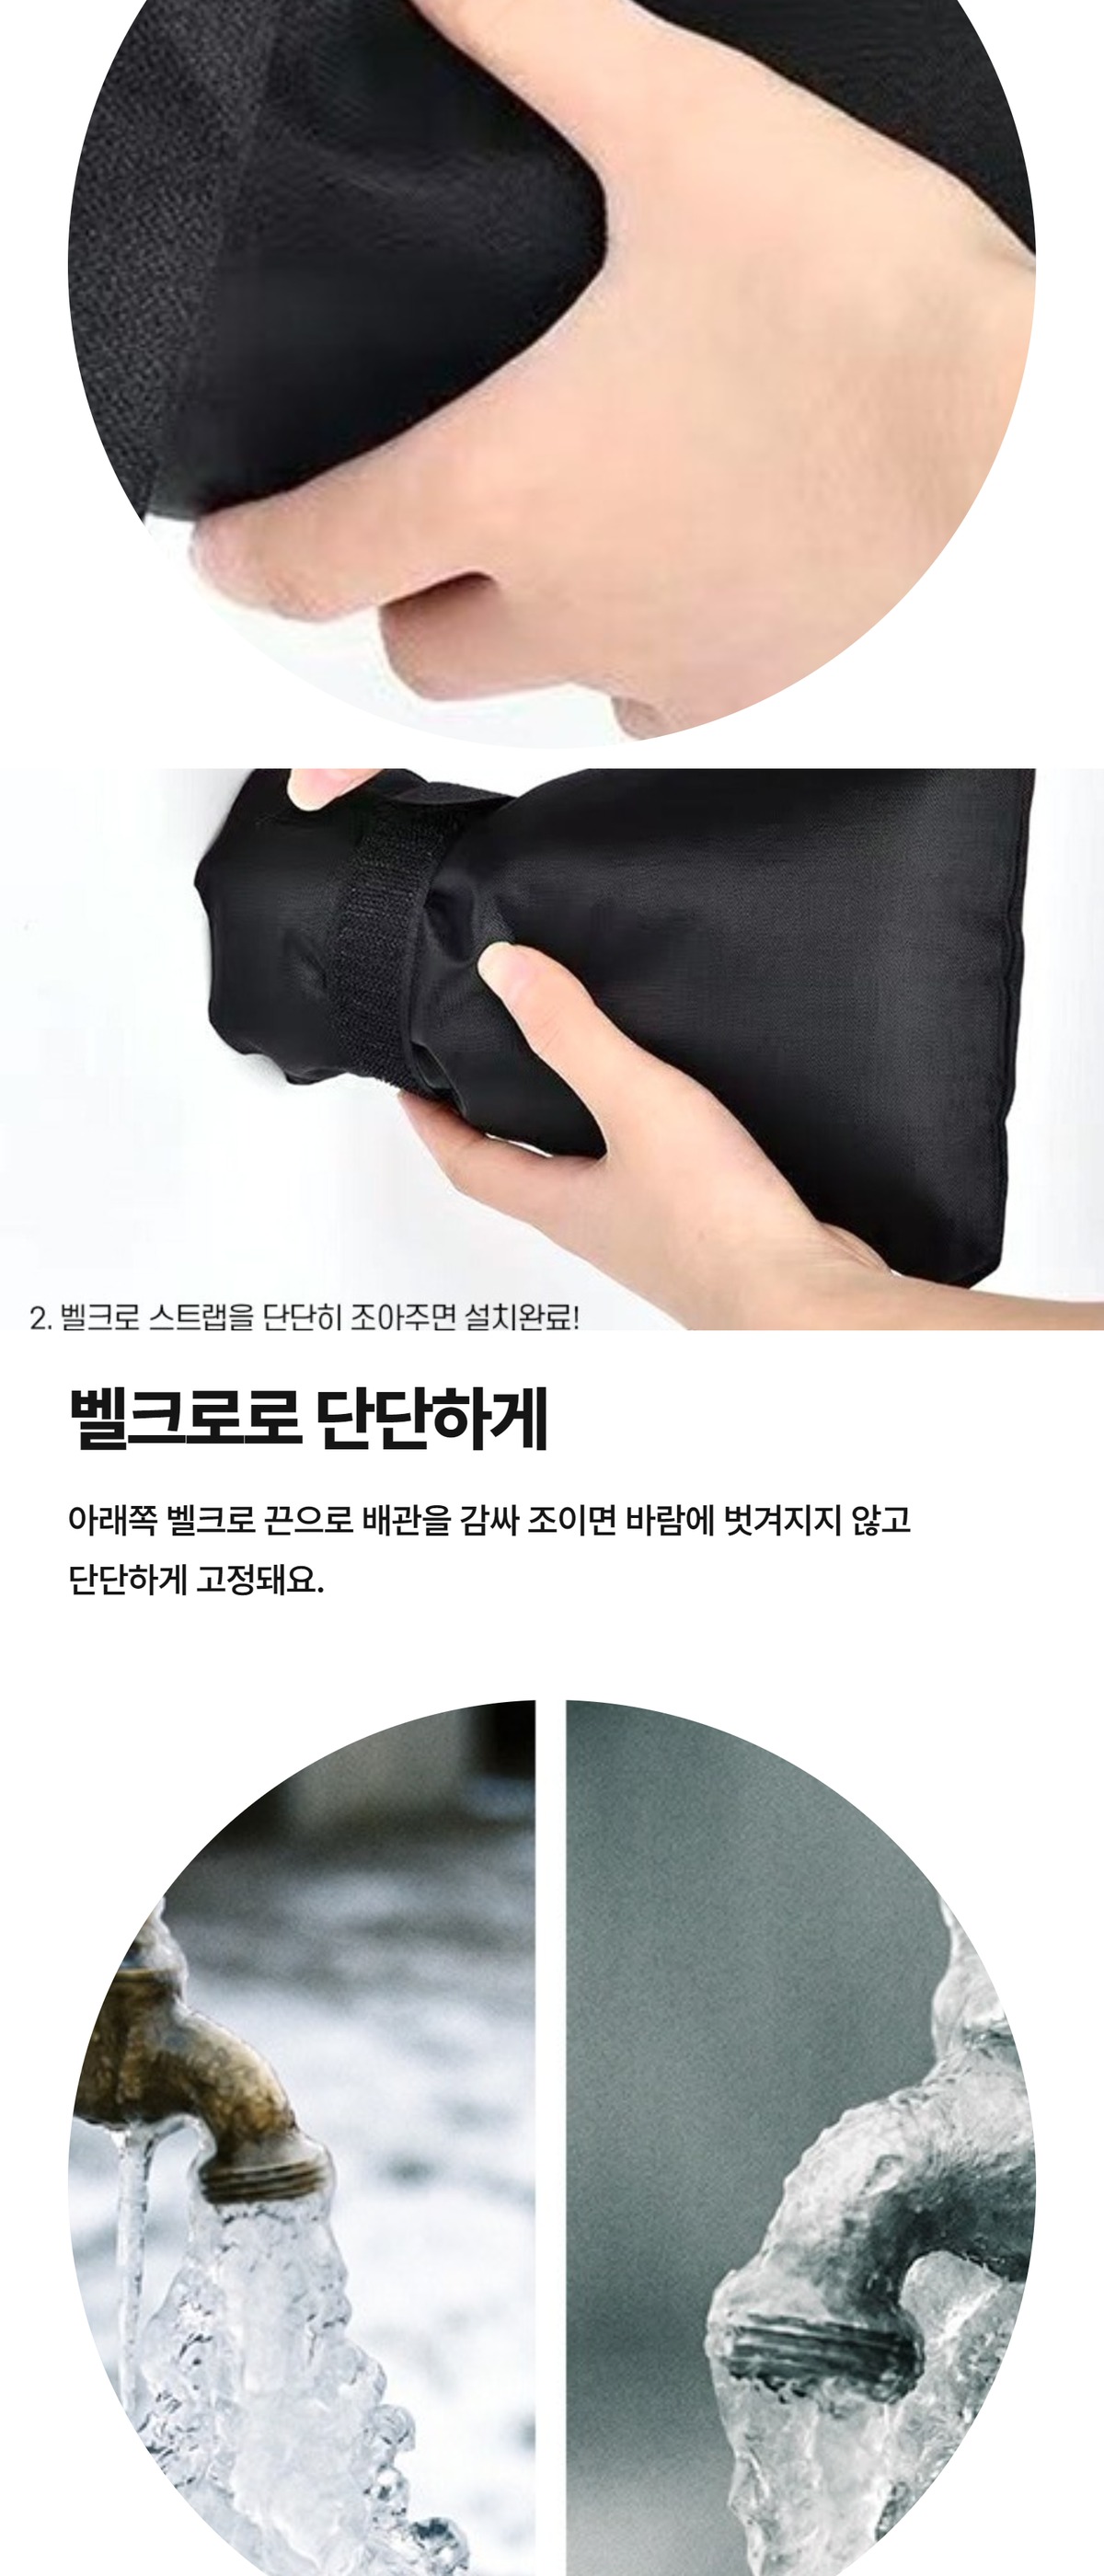 2. 벨크로 스트랩을 단단히 조아주면 설치완료!
벨크로로 단단하게
아래쪽 벨크로 끈으로 배관을 감싸 조이면 바람에 벗겨지지 않고
단단하게 고정돼요.